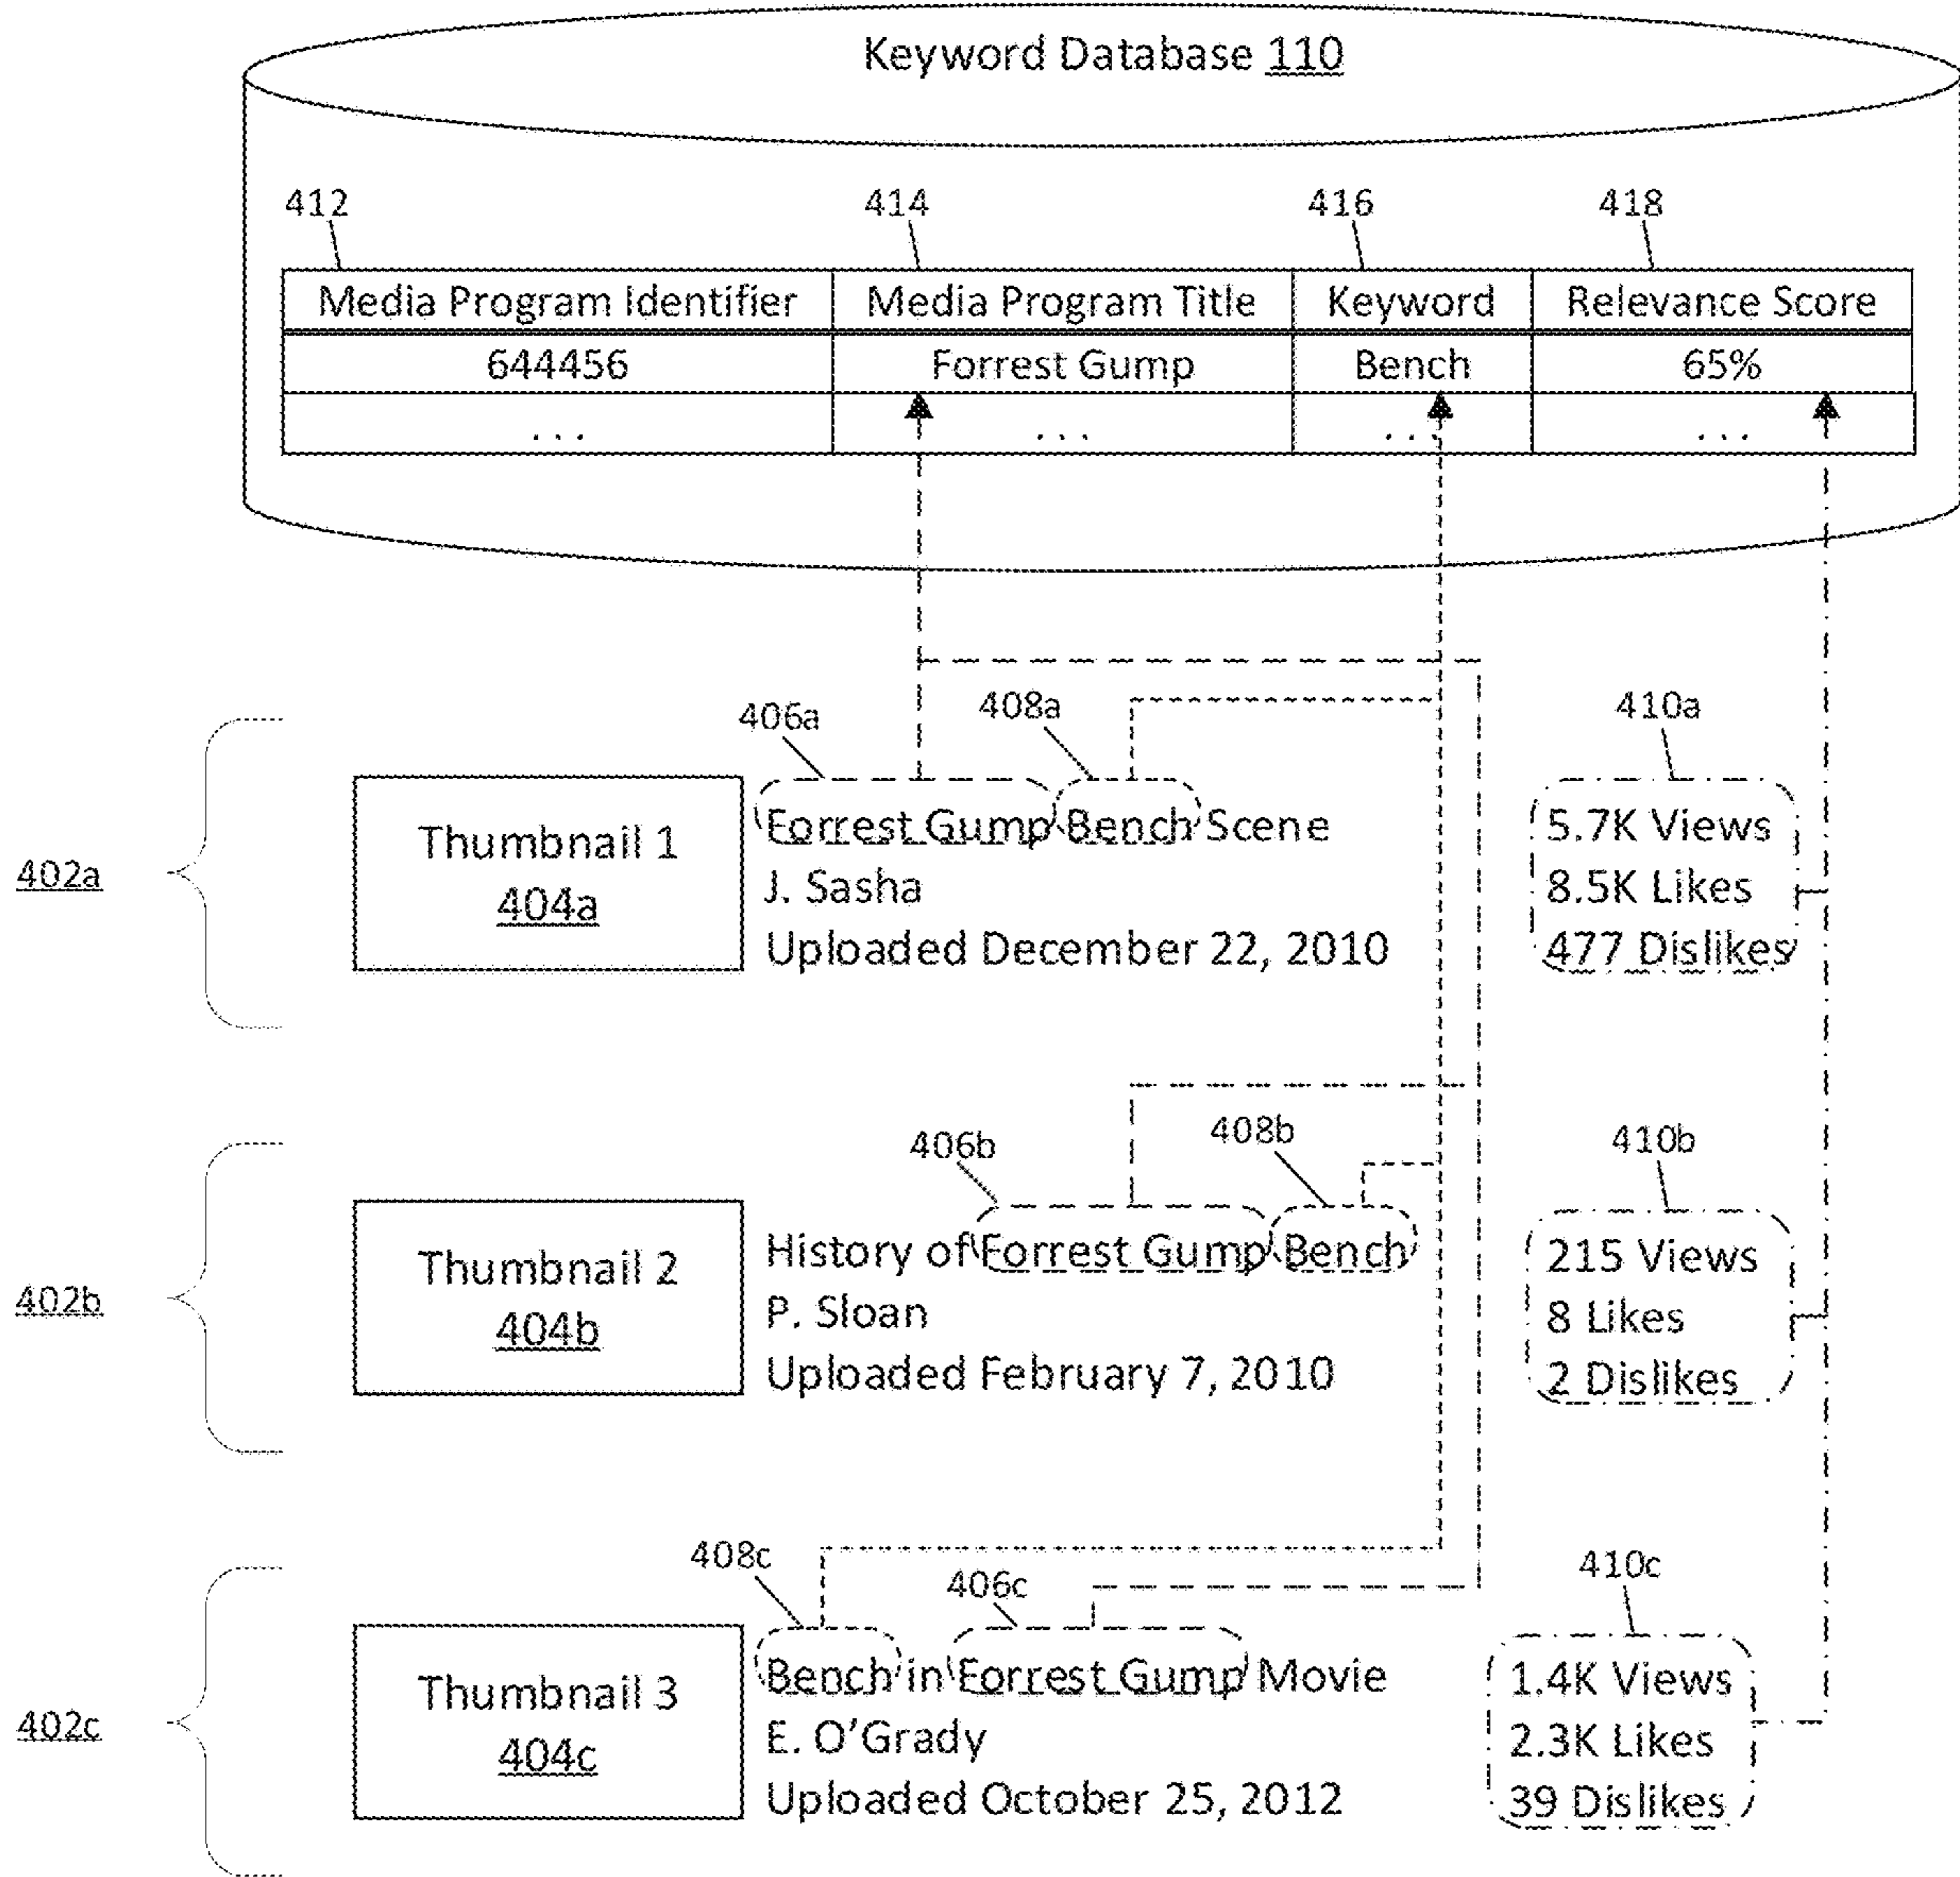 Keyword Database 110
412 414 416 418
Media Program Identifier Media Program Title Keyword Relevance Score
644456 Forrest Gump Bench 65%
... ... ... ...
406a 408a 410a
402a
Thumbnail 1
404a
Forrest Gump Bench Scene
J. Sasha
Uploaded December 22, 2010
5.7K Views
8.5K Likes
477 Dislikes
406b 408b 410b
402b
Thumbnail 2
404b
History of Forrest Gump Bench
P. Sloan
Uploaded February 7, 2010
215 Views
8 Likes
2 Dislikes
408c 406c 410c
402c
Thumbnail 3
404c
Bench in Forrest Gump Movie
E. O'Grady
Uploaded October 25, 2012
1.4K Views
2.3K Likes
39 Dislikes